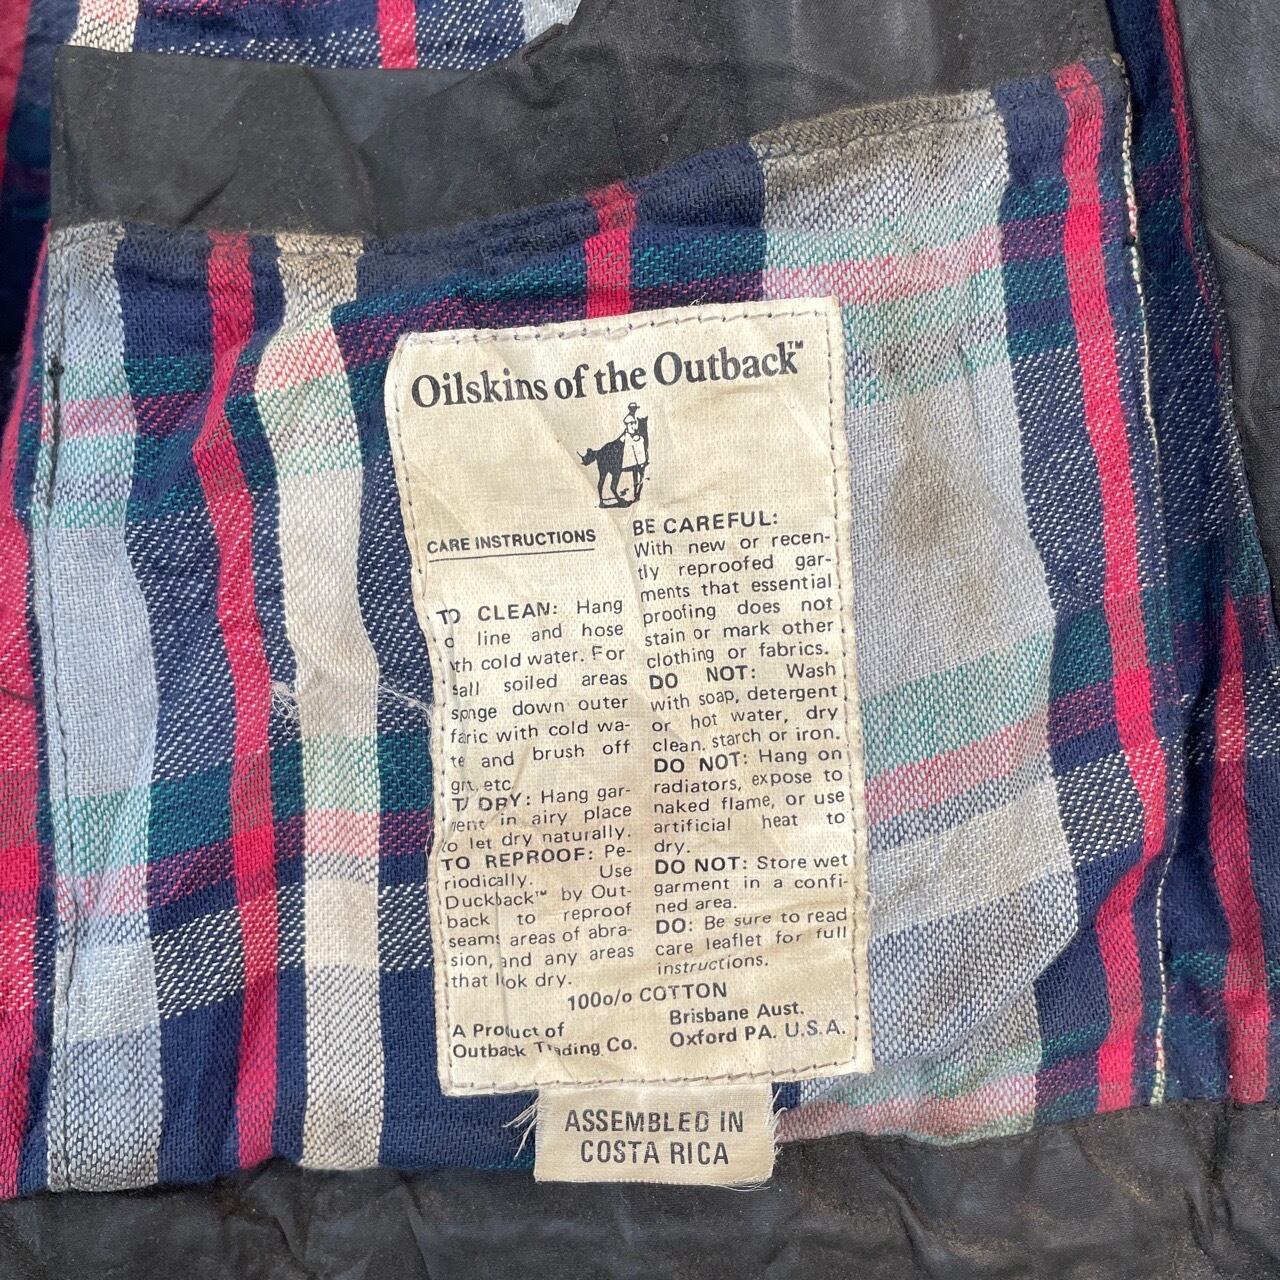 Oilskins of the Outback™
CARE INSTRUCTIONS
TO CLEAN: Hang
line and hose
cold water. For
soiled areas
down outer
with cold wa-
and brush off
etc
DRY: Hang gar-
in airy place
to let dry naturally.
TO REPROOF: Pe-
riodically. Use
Duckback™ by Out-
back to reproof
seams areas of abra-
sion, and any areas
that look dry.
BE CAREFUL:
With new or recen-
tly reproofed gar-
ments that essential
proofing does not
stain or mark other
clothing or fabrics.
DO NOT: Wash
with soap, detergent
or hot water, dry
clean. starch or iron.
DO NOT: Hang on
radiators, expose to
naked flame, or use
artificial heat to
dry.
DO NOT: Store wet
garment in a confi-
ned area.
DO: Be sure to read
care leaflet for full
instructions.
100o/o COTTON
A Product of
Outback Trading Co.
Brisbane Aust.
Oxford PA. U.S.A.
ASSEMBLED IN
COSTA RICA